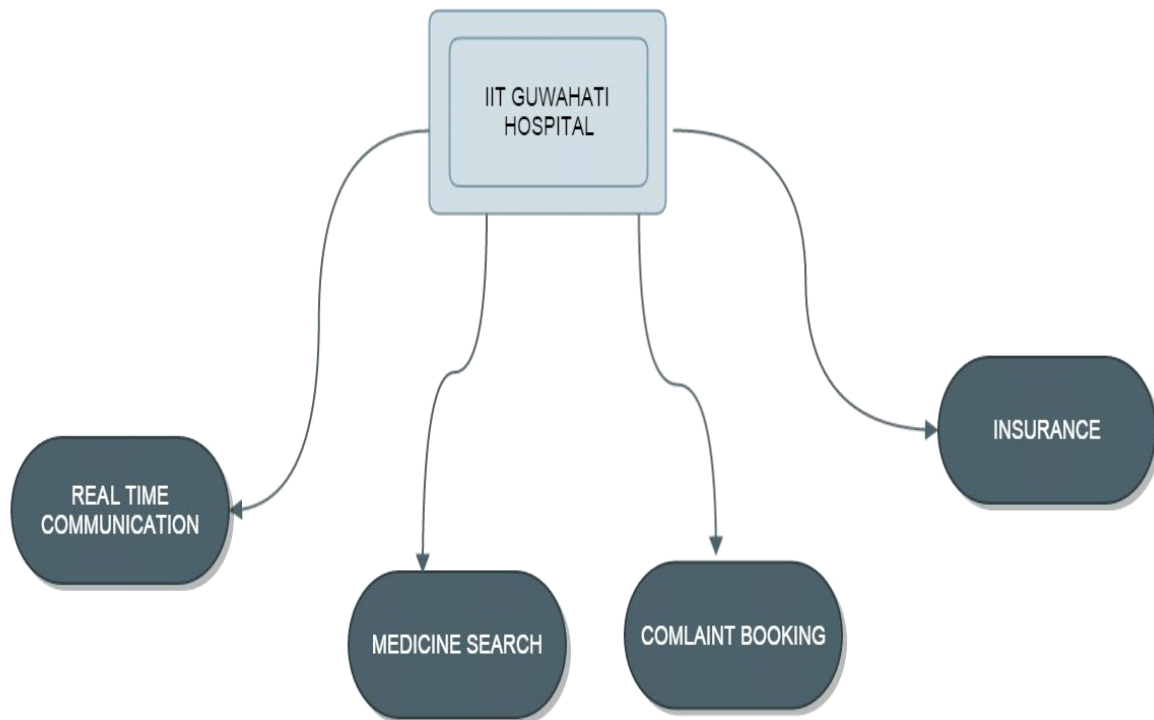 IIT GUWAHATI
HOSPITAL
INSURANCE
REAL TIME
COMMUNICATION
MEDICINE SEARCH
COMLAINT BOOKING